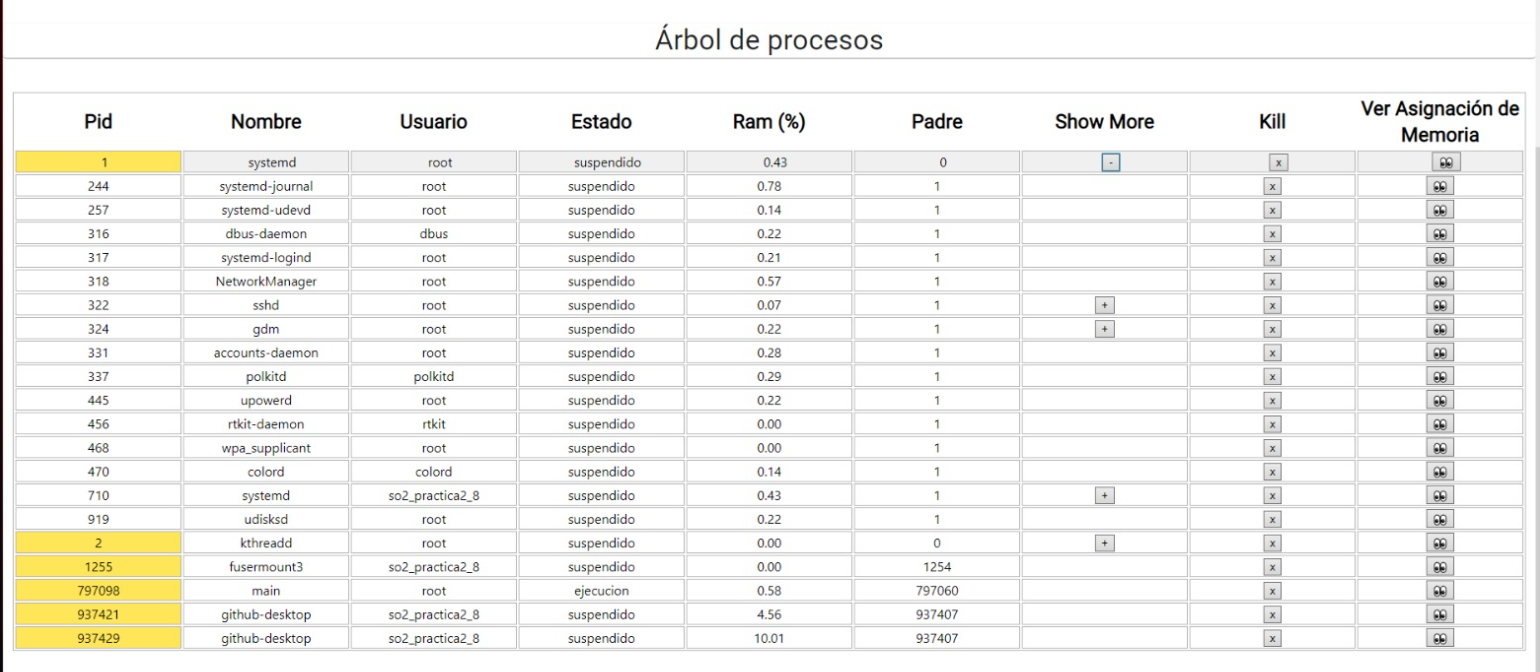 Árbol de procesos
Pid Nombre Usuario Estado Ram (%) Padre Show More Kill Ver Asignación de Memoria
1 systemd root suspendido 0.43 0 - x
244 systemd-journal root suspendido 0.78 1 x
257 systemd-udevd root suspendido 0.14 1 x
316 dbus-daemon dbus suspendido 0.22 1 x
317 systemd-logind root suspendido 0.21 1 x
318 NetworkManager root suspendido 0.57 1 x
322 sshd root suspendido 0.07 1 + x
324 gdm root suspendido 0.22 1 + x
331 accounts-daemon root suspendido 0.28 1 x
337 polkitd polkitd suspendido 0.29 1 x
445 upowerd root suspendido 0.22 1 x
456 rtkit-daemon rtkit suspendido 0.00 1 x
468 wpa_supplicant root suspendido 0.00 1 x
470 colord colord suspendido 0.14 1 x
710 systemd so2_practica2_8 suspendido 0.43 1 + x
919 udisksd root suspendido 0.22 1 x
2 kthreadd root suspendido 0.00 0 + x
1255 fusermount3 so2_practica2_8 suspendido 0.00 1254 x
797098 main root ejecucion 0.58 797060 x
937421 github-desktop so2_practica2_8 suspendido 4.56 937407 x
937429 github-desktop so2_practica2_8 suspendido 10.01 937407 x